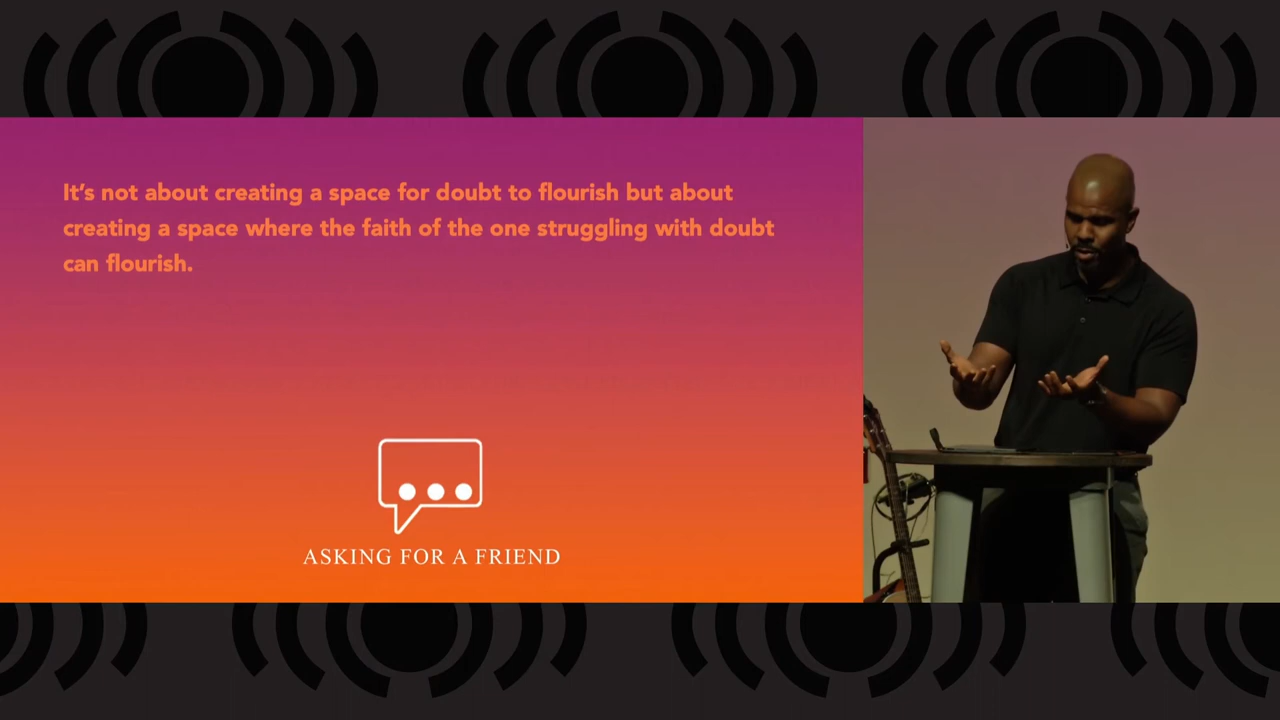 It's not about creating a space for doubt to flourish but about
creating a space where the faith of the one struggling with doubt
can flourish.
ASKING FOR A FRIEND